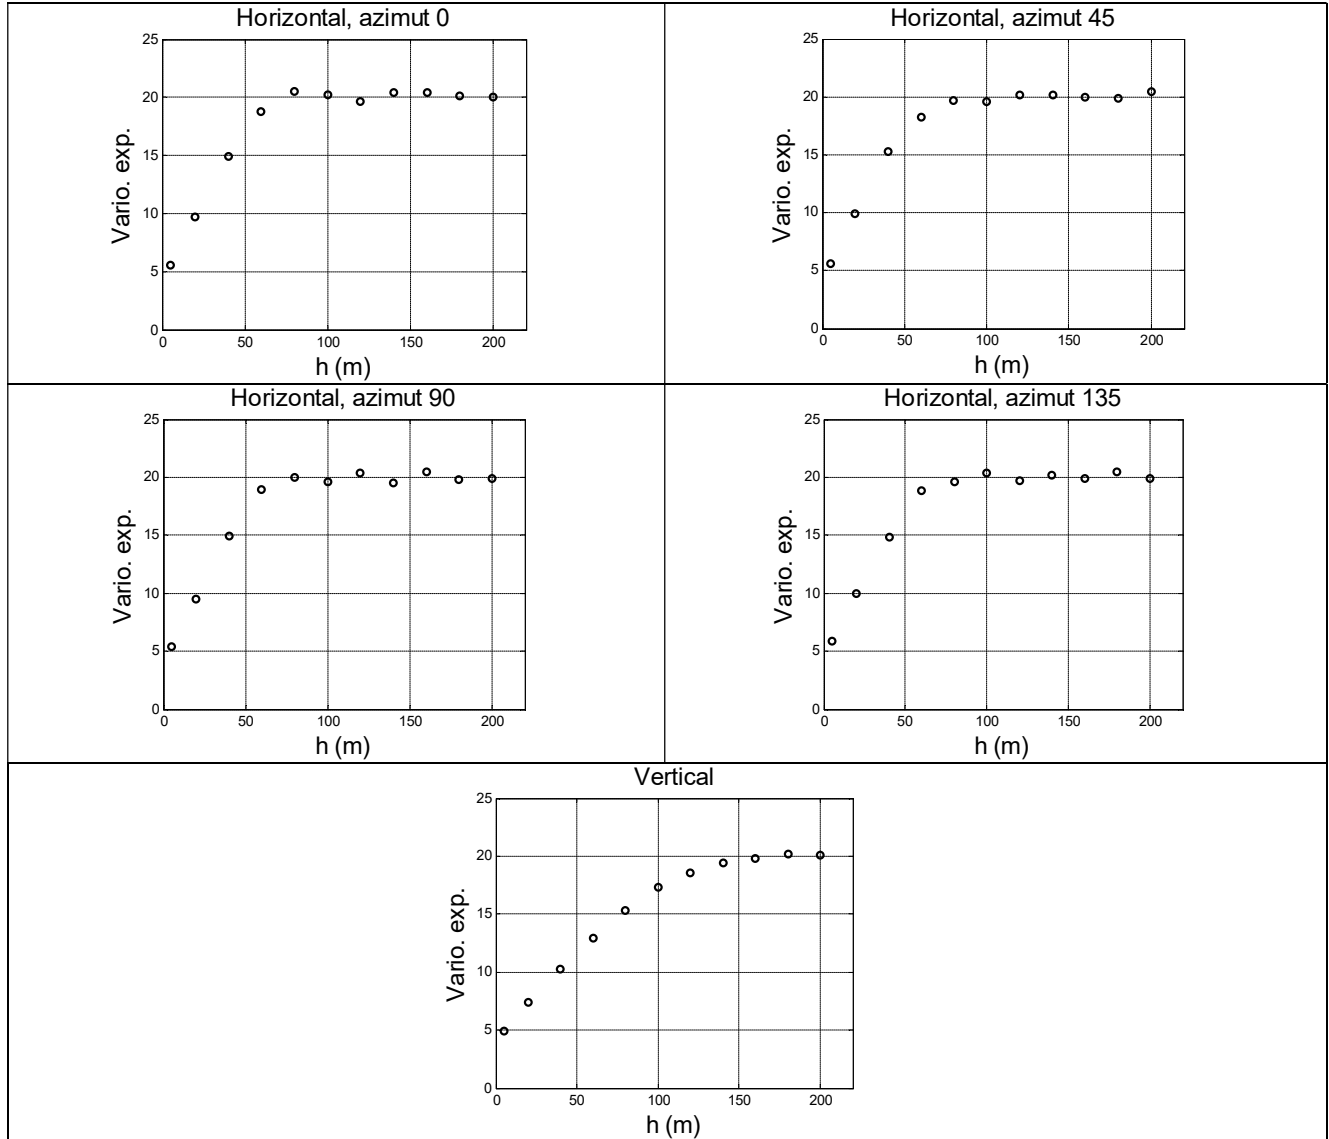 Horizontal, azimut 0
25
20
15
10
5
0
Vario. exp.
0 50 100 150 200
h (m)
Horizontal, azimut 45
25
20
15
10
5
0
Vario. exp.
0 50 100 150 200
h (m)
Horizontal, azimut 90
25
20
15
10
5
0
Vario. exp.
0 50 100 150 200
h (m)
Horizontal, azimut 135
25
20
15
10
5
0
Vario. exp.
0 50 100 150 200
h (m)
Vertical
25
20
15
10
5
0
Vario. exp.
0 50 100 150 200
h (m)